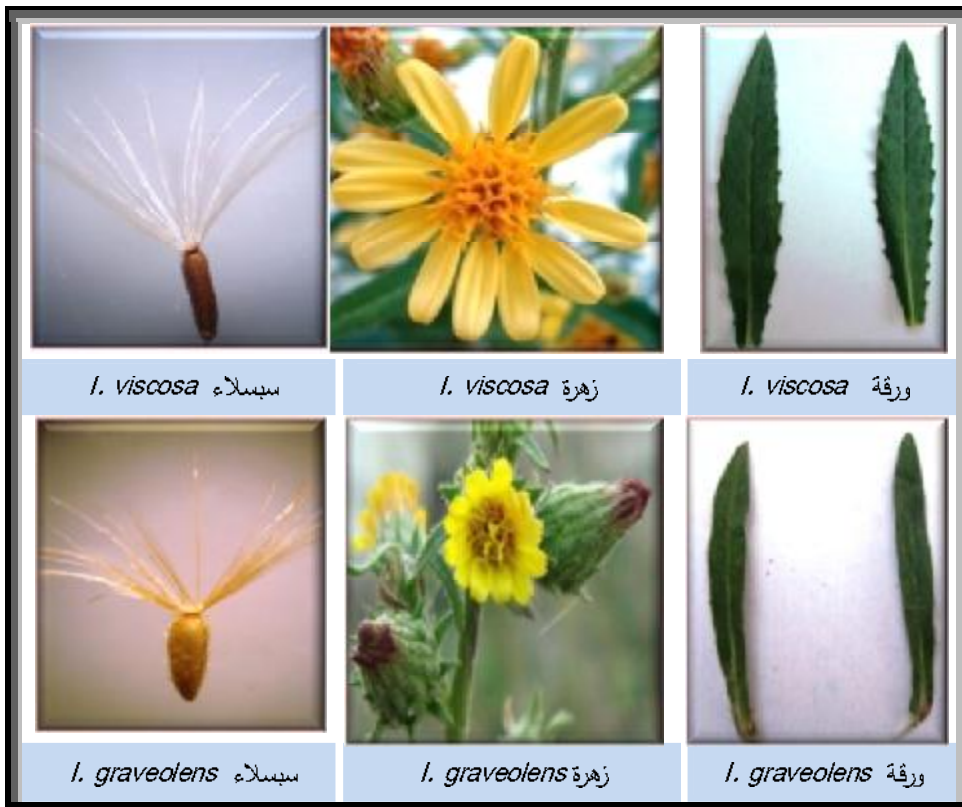 ورقة I. viscosa
زهرة I. viscosa
سبسلاء I. viscosa
ورقة I. graveolens
زهرة I. graveolens
سبسلاء I. graveolens